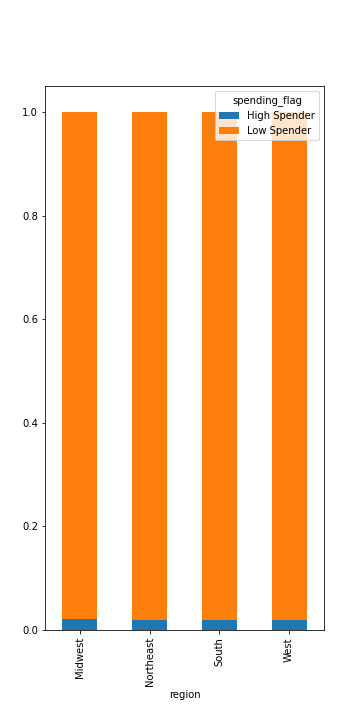 spending_flag
High Spender
Low Spender
1.0
0.8
0.6
0.4
0.2
0.0
Midwest
Northeast
South
West
region